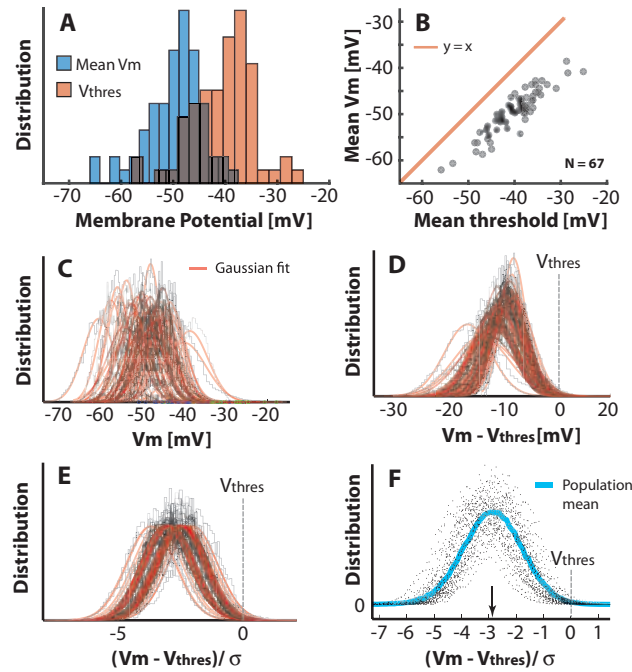 A
Distribution
Mean Vm
Vthres
-70 -60 -50 -40 -30 -20
Membrane Potential [mV]
B
Mean Vm [mV]
-30
-40
-50
-60
y = x
N = 67
-60 -50 -40 -30 -20
Mean threshold [mV]
C
Distribution
Gaussian fit
-70 -60 -50 -40 -30 -20
Vm [mV]
D
Distribution
Vthres
-30 -20 -10 0 10 20
Vm - Vthres [mV]
E
Distribution
Vthres
-5 0
(Vm - Vthres)/ σ
F
Distribution
0
Population
mean
Vthres
-7 -6 -5 -4 -3 -2 -1 0 1
(Vm - Vthres)/ σ